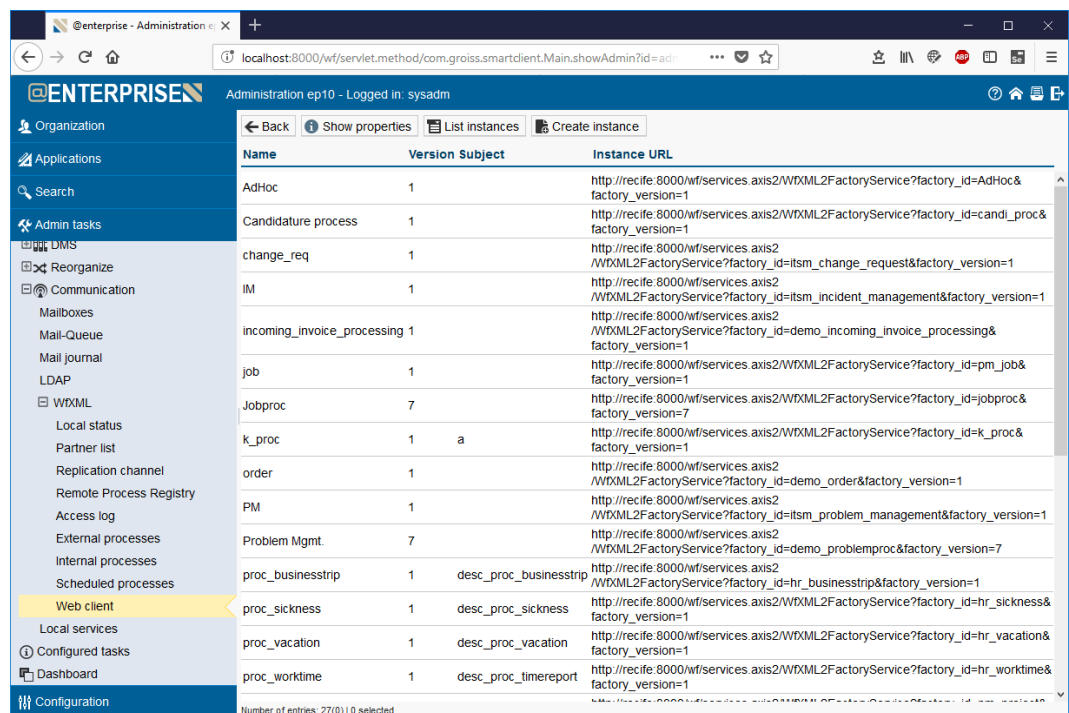 @enterprise - Administration e
localhost:8000/wf/servlet.method/com.groiss.smartclient.Main.showAdmin?id=adm
ABP
Se
@ENTERPRISE
Administration ep10 - Logged in: sysadm
Organization
Applications
Search
Admin tasks
DMS
Reorganize
Communication
Mailboxes
Mail-Queue
Mail journal
LDAP
WfXML
Local status
Partner list
Replication channel
Remote Process Registry
Access log
External processes
Internal processes
Scheduled processes
Web client
Local services
Configured tasks
Dashboard
Configuration
Back Show properties List instances Create instance
Name Version Subject Instance URL
AdHoc 1 http://recife:8000/wf/services.axis2/WfXML2FactoryService?factory_id=AdHoc&
factory_version=1
Candidature process 1 http://recife:8000/wf/services.axis2/WfXML2FactoryService?factory_id=candi_proc&
factory_version=1
change_req 1 http://recife:8000/wf/services.axis2
/WfXML2FactoryService?factory_id=itsm_change_request&factory_version=1
IM 1 http://recife:8000/wf/services.axis2
/WfXML2FactoryService?factory_id=itsm_incident_management&factory_version=1
incoming_invoice_processing 1 http://recife:8000/wf/services.axis2
/WfXML2FactoryService?factory_id=demo_incoming_invoice_processing&
factory_version=1
job 1 http://recife:8000/wf/services.axis2/WfXML2FactoryService?factory_id=pm_job&
factory_version=1
Jobproc 7 http://recife:8000/wf/services.axis2/WfXML2FactoryService?factory_id=jobproc&
factory_version=7
k_proc 1 a http://recife:8000/wf/services.axis2/WfXML2FactoryService?factory_id=k_proc&
factory_version=1
order 1 http://recife:8000/wf/services.axis2
/WfXML2FactoryService?factory_id=demo_order&factory_version=1
PM 1 http://recife:8000/wf/services.axis2
/WfXML2FactoryService?factory_id=itsm_problem_management&factory_version=1
Problem Mgmt. 7 http://recife:8000/wf/services.axis2
/WfXML2FactoryService?factory_id=demo_problemproc&factory_version=7
proc_businesstrip 1 desc_proc_businesstrip http://recife:8000/wf/services.axis2
/WfXML2FactoryService?factory_id=hr_businesstrip&factory_version=1
proc_sickness 1 desc_proc_sickness http://recife:8000/wf/services.axis2/WfXML2FactoryService?factory_id=hr_sickness&
factory_version=1
proc_vacation 1 desc_proc_vacation http://recife:8000/wf/services.axis2/WfXML2FactoryService?factory_id=hr_vacation&
factory_version=1
proc_worktime 1 desc_proc_timereport http://recife:8000/wf/services.axis2/WfXML2FactoryService?factory_id=hr_worktime&
factory_version=1
Number of entries: 27(0) | 0 selected